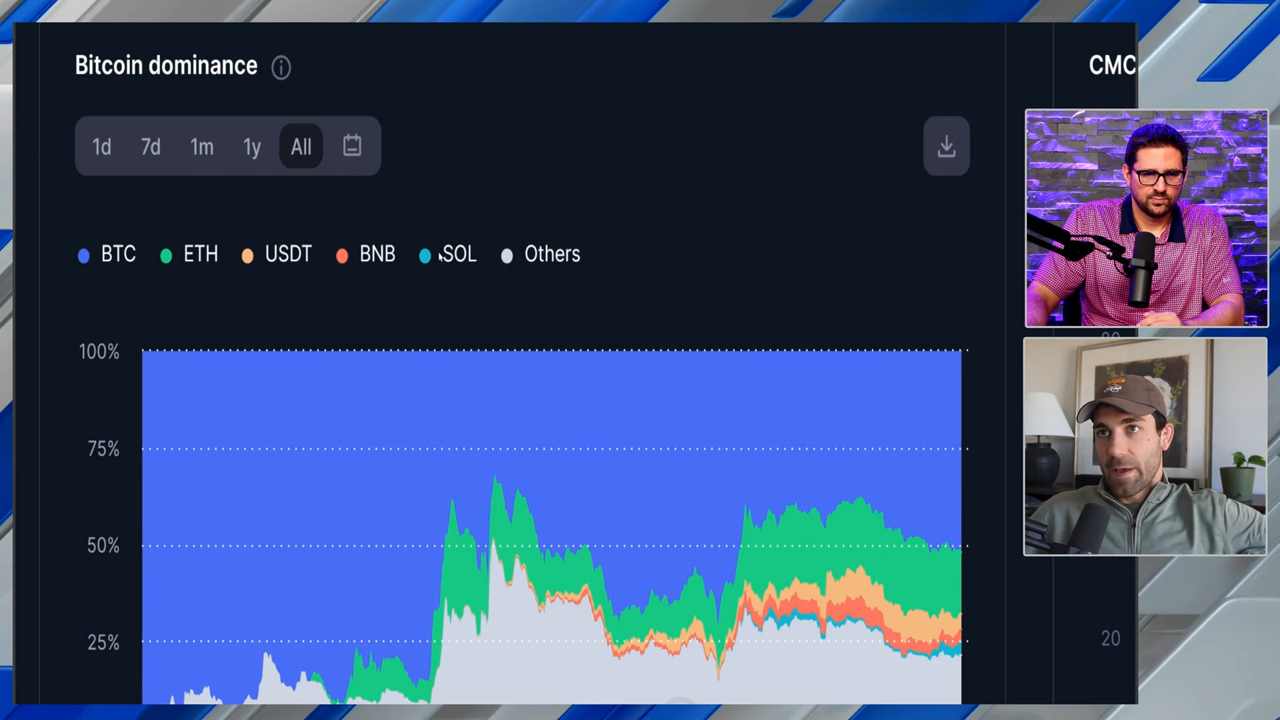 Bitcoin dominance
CMC
1d 7d 1m 1y All
BTC ETH USDT BNB SOL Others
100%
75%
50%
25%
20